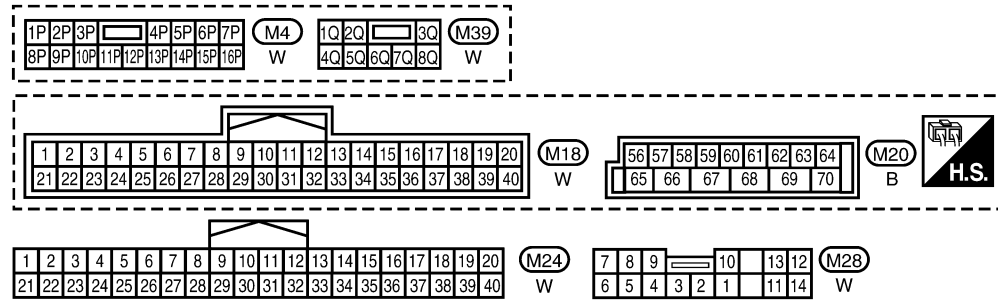 1P 2P 3P 4P 5P 6P 7P M4
8P 9P 10P 11P 12P 13P 14P 15P 16P W
1Q 2Q 3Q M39
4Q 5Q 6Q 7Q 8Q W
1 2 3 4 5 6 7 8 9 10 11 12 13 14 15 16 17 18 19 20 M18
21 22 23 24 25 26 27 28 29 30 31 32 33 34 35 36 37 38 39 40 W
56 57 58 59 60 61 62 63 64 M20
65 66 67 68 69 70 B
H.S.
1 2 3 4 5 6 7 8 9 10 11 12 13 14 15 16 17 18 19 20 M24
21 22 23 24 25 26 27 28 29 30 31 32 33 34 35 36 37 38 39 40 W
7 8 9 10 13 12 M28
6 5 4 3 2 1 11 14 W